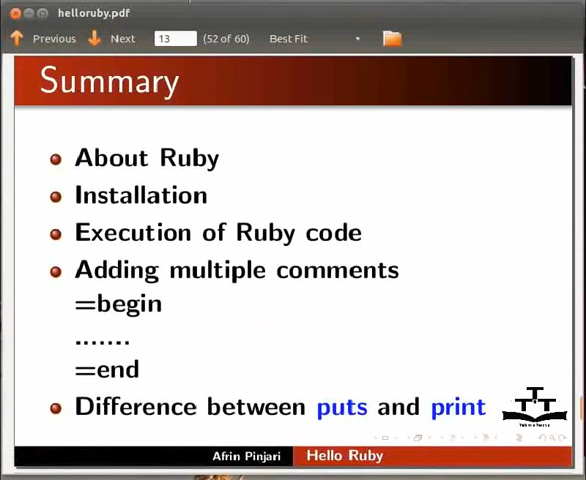 helloruby.pdf
Previous Next 13 (52 of 60) Best Fit
Summary
About Ruby
Installation
Execution of Ruby code
Adding multiple comments
=begin
.......
=end
Difference between puts and print
Afrin Pinjari Hello Ruby